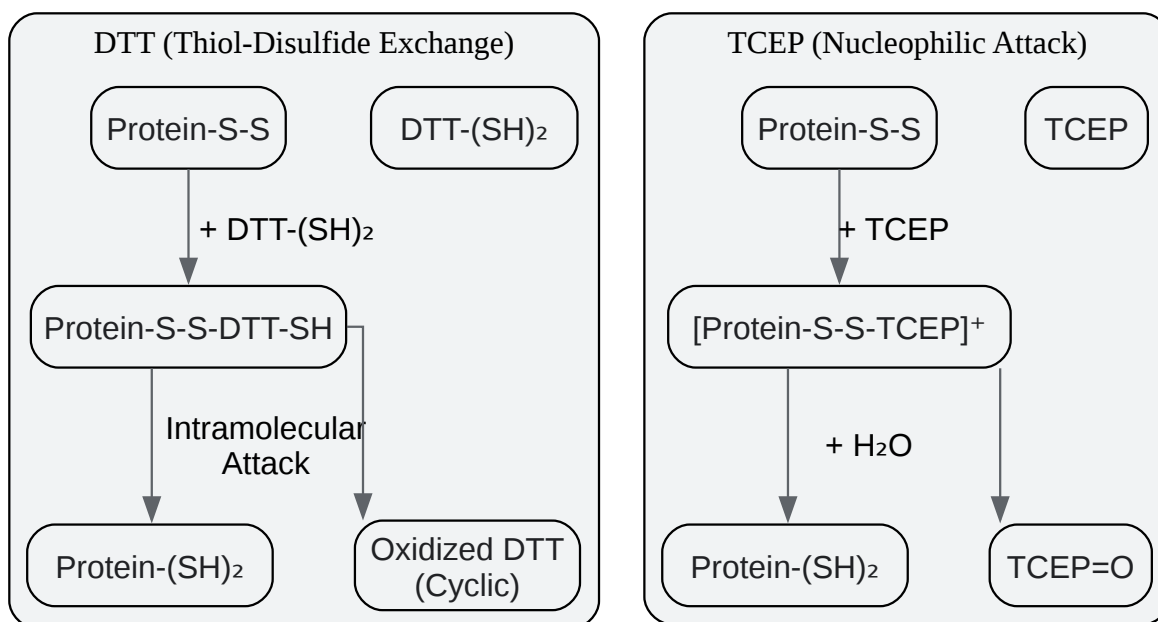 DTT (Thiol-Disulfide Exchange)
Protein-S-S
DTT-(SH)₂
+ DTT-(SH)₂
Protein-S-S-DTT-SH
Intramolecular
Attack
Protein-(SH)₂
Oxidized DTT
(Cyclic)
TCEP (Nucleophilic Attack)
Protein-S-S
TCEP
+ TCEP
[Protein-S-S-TCEP]⁺
+ H₂O
Protein-(SH)₂
TCEP=O